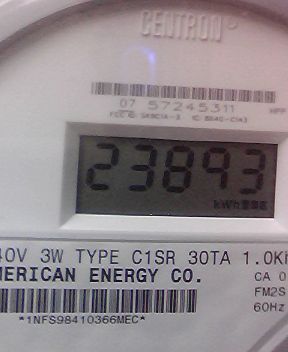 CENTRON
07 57245311
23893
kWh
40V 3W TYPE C1SR 30TA 1.0K
MERICAN ENERGY CO.
CA 0
FM2S
60Hz
*1NFS98410366MEC*